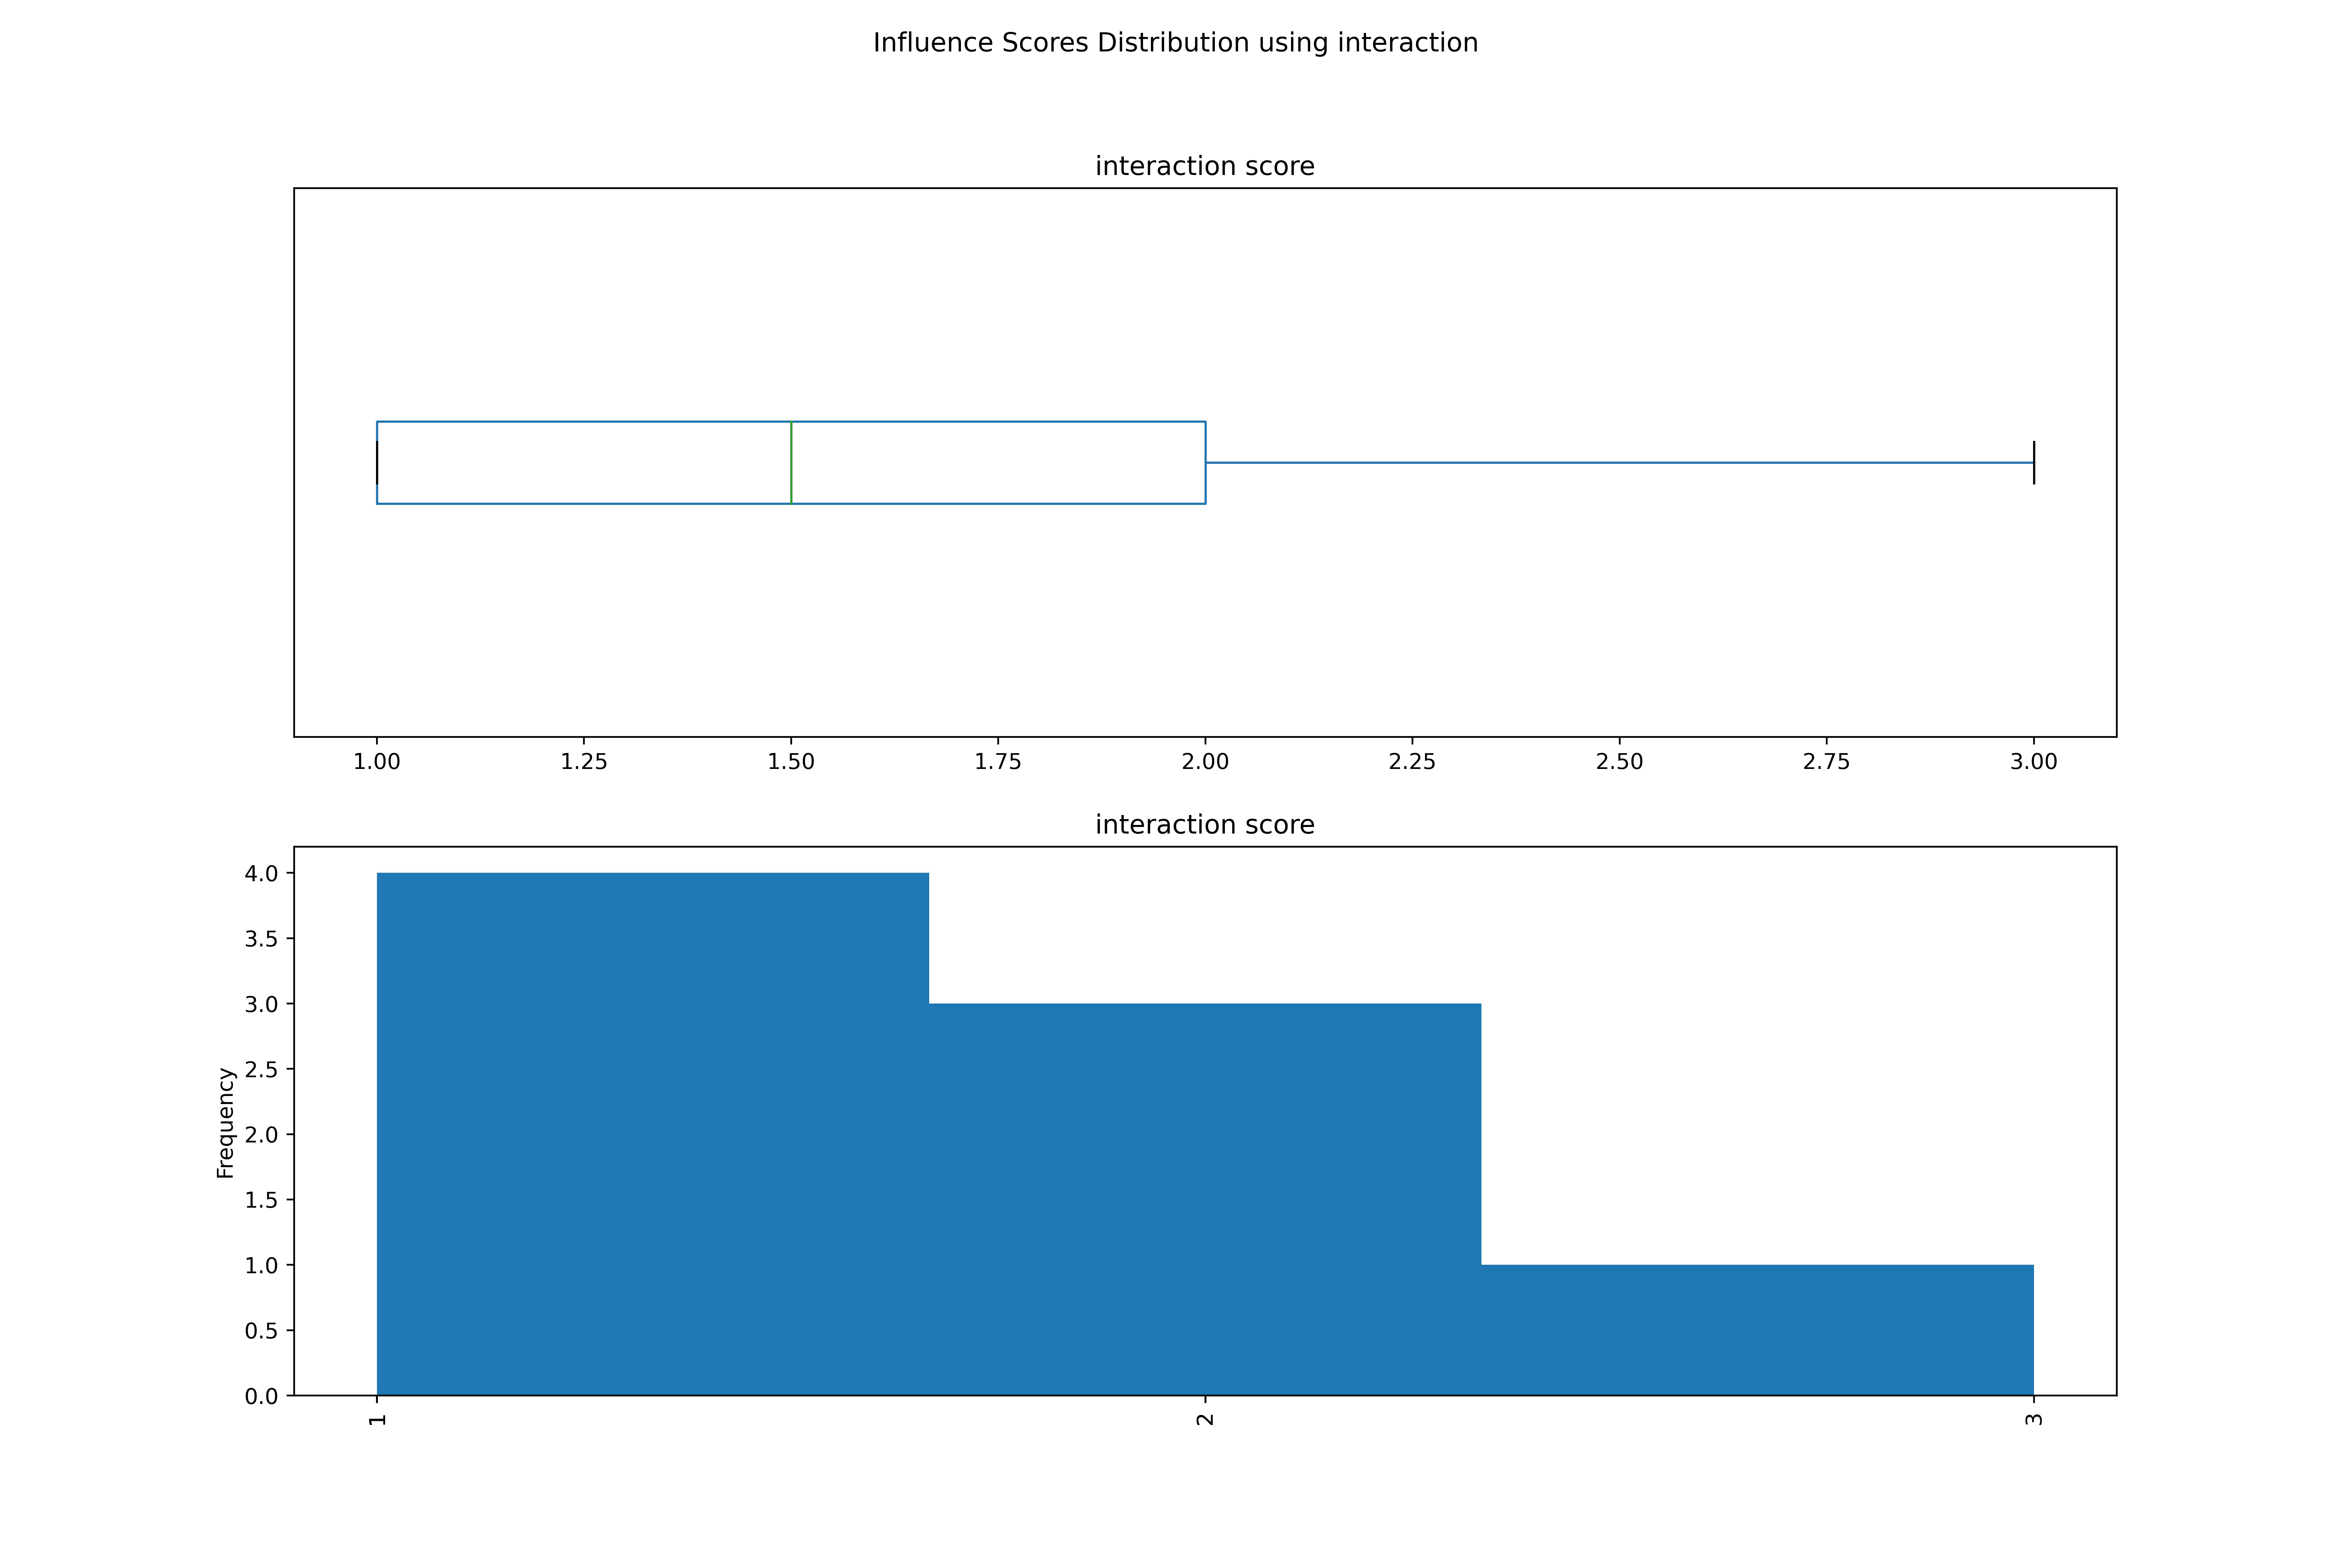 Influence Scores Distribution using interaction
interaction score
1.00 1.25 1.50 1.75 2.00 2.25 2.50 2.75 3.00
interaction score
Frequency
4.0
3.5
3.0
2.5
2.0
1.5
1.0
0.5
0.0
1 2 3